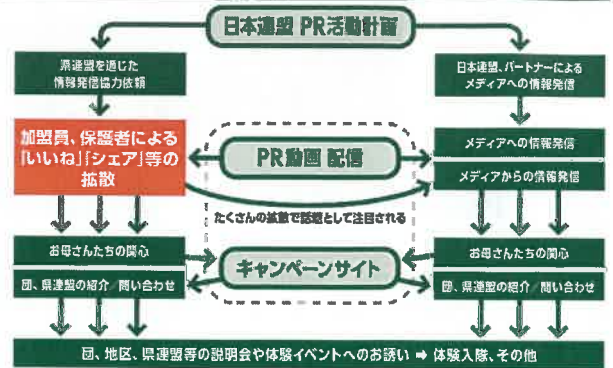 日本連盟 PR活動計画
県連盟を通じた
情報発信協力依頼
日本連盟、パートナーによる
メディアへの情報発信
加盟員、保護者による
「いいね」「シェア」等の
拡散
PR動画 配信
メディアへの情報発信
メディアからの情報発信
たくさんの拡散で話題として注目される
お母さんたちの関心
団、県連盟の紹介/問い合わせ
キャンペーンサイト
お母さんたちの関心
団、県連盟の紹介/問い合わせ
団、地区、県連盟等の説明会や体験イベントへのお誘い ➡ 体験入隊、その他